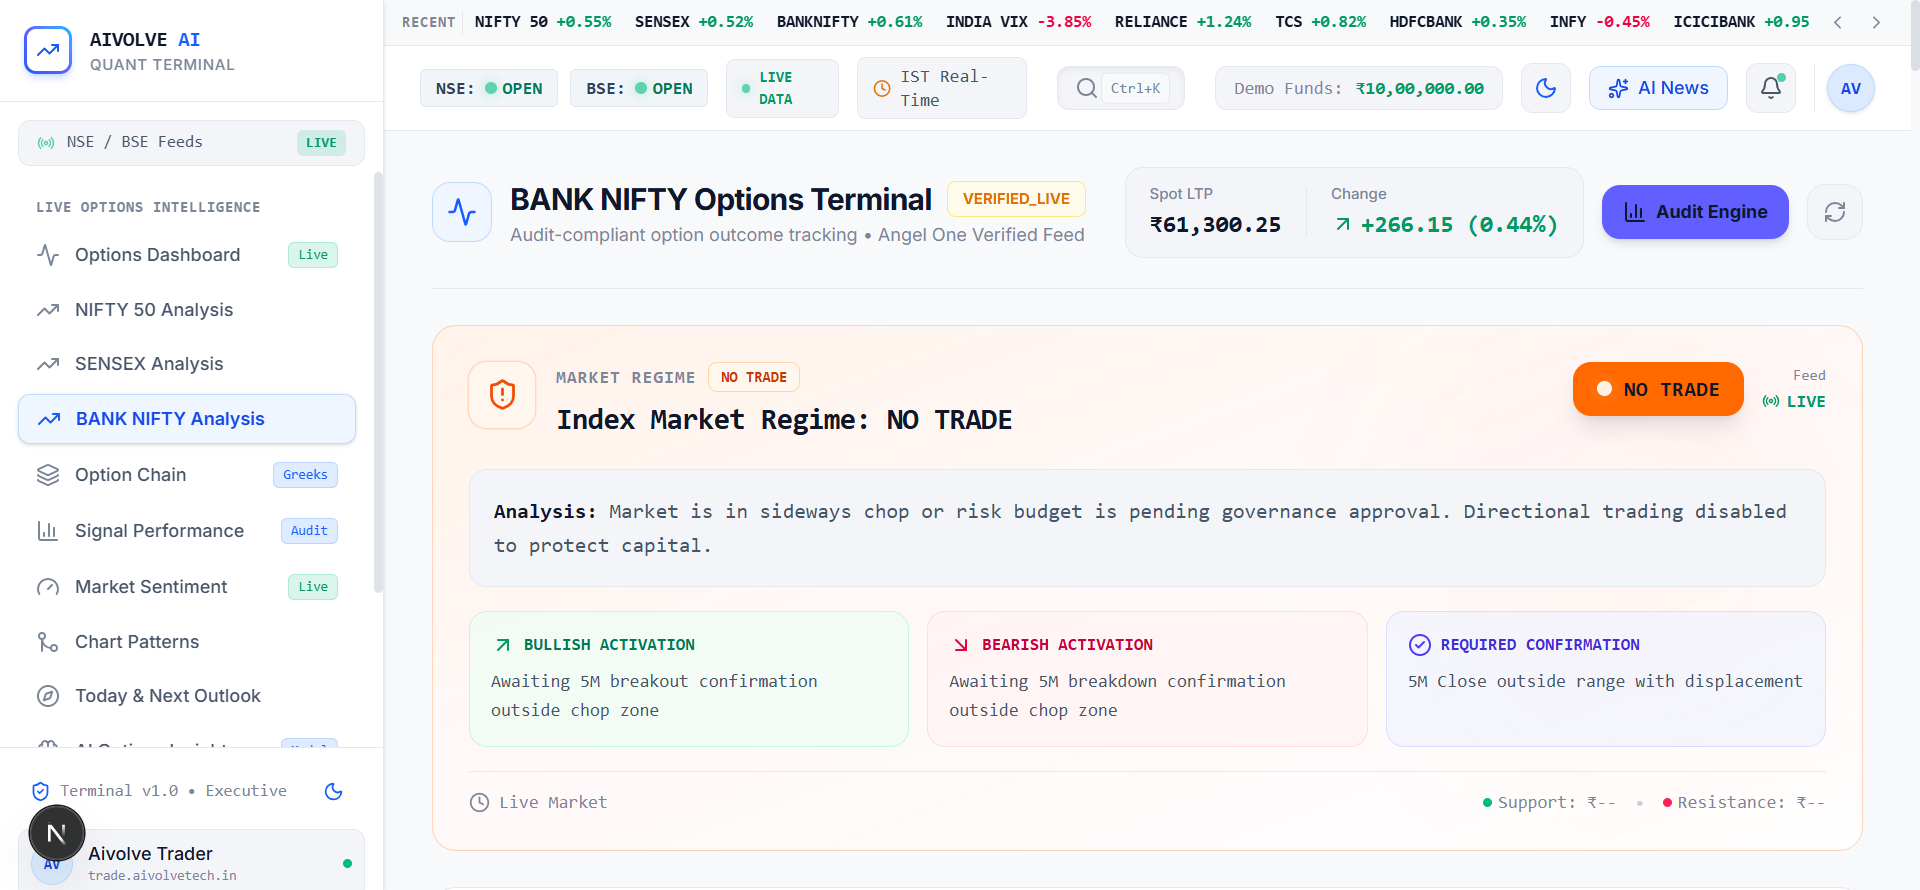 AIVOLVE AI
QUANT TERMINAL
NSE / BSE Feeds LIVE
LIVE OPTIONS INTELLIGENCE
Options Dashboard Live
NIFTY 50 Analysis
SENSEX Analysis
BANK NIFTY Analysis
Option Chain Greeks
Signal Performance Audit
Market Sentiment Live
Chart Patterns
Today & Next Outlook
Terminal v1.0 • Executive
N
AV
Aivolve Trader
trade.aivolvetech.in
RECENT NIFTY 50 +0.55% SENSEX +0.52% BANKNIFTY +0.61% INDIA VIX -3.85% RELIANCE +1.24% TCS +0.82% HDFCBANK +0.35% INFY -0.45% ICICIBANK +0.95
NSE: OPEN
BSE: OPEN
LIVE
DATA
IST Real-
Time
Ctrl+K
Demo Funds: ₹10,00,000.00
AI News
AV
BANK NIFTY Options Terminal VERIFIED_LIVE
Audit-compliant option outcome tracking • Angel One Verified Feed
Spot LTP
₹61,300.25
Change
+266.15 (0.44%)
Audit Engine
MARKET REGIME NO TRADE
Index Market Regime: NO TRADE
NO TRADE
Feed
LIVE
Analysis: Market is in sideways chop or risk budget is pending governance approval. Directional trading disabled
to protect capital.
BULLISH ACTIVATION
Awaiting 5M breakout confirmation
outside chop zone
BEARISH ACTIVATION
Awaiting 5M breakdown confirmation
outside chop zone
REQUIRED CONFIRMATION
5M Close outside range with displacement
Live Market
Support: ₹-- • Resistance: ₹--